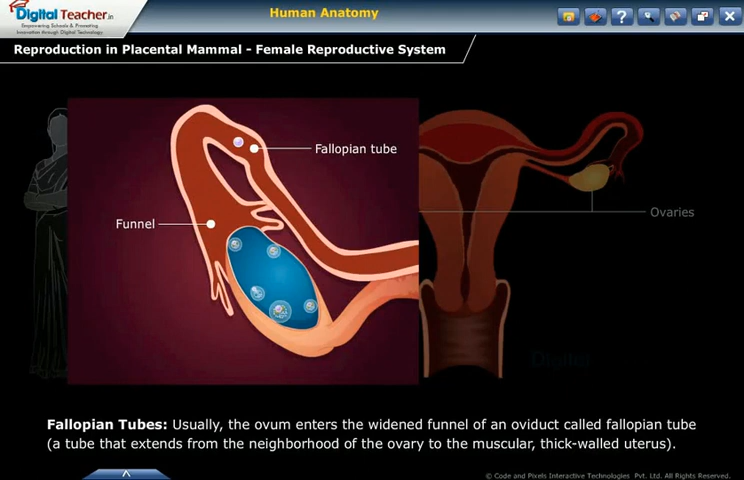 Digital Teacher.in
Empowering Schools & Promoting
Innovation through Digital Technology
Human Anatomy
Reproduction in Placental Mammal - Female Reproductive System
Fallopian tube
Funnel
Ovaries
Digital
Fallopian Tubes: Usually, the ovum enters the widened funnel of an oviduct called fallopian tube
(a tube that extends from the neighborhood of the ovary to the muscular, thick-walled uterus).
© Code and Pixels Interactive Technologies Pvt. Ltd. All Rights Reserved.